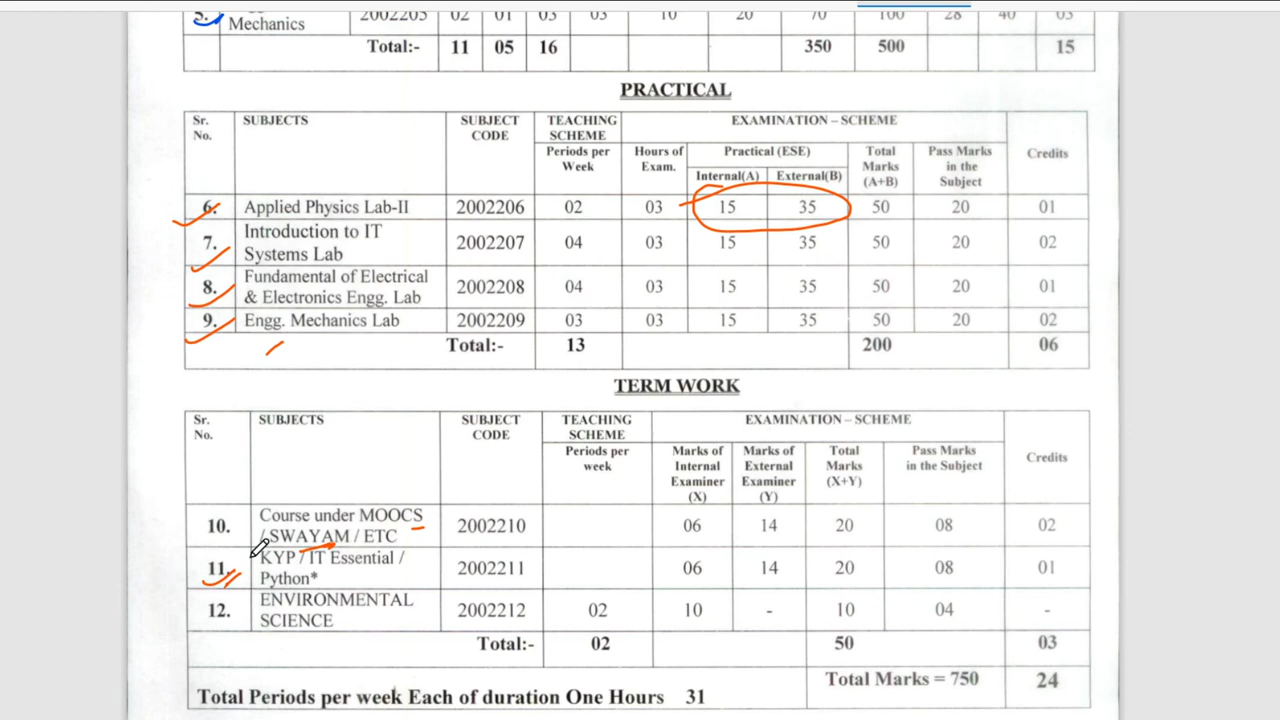 5. Mechanics 2002205 02 01 03 03 10 20 70 100 28 40 03
Total:- 11 05 16 350 500 15
PRACTICAL
Sr. No. SUBJECTS SUBJECT CODE TEACHING SCHEME EXAMINATION – SCHEME
Periods per Week Hours of Exam. Practical (ESE) Total Marks (A+B) Pass Marks in the Subject Credits
Internal(A) External(B)
6. Applied Physics Lab-II 2002206 02 03 15 35 50 20 01
7. Introduction to IT Systems Lab 2002207 04 03 15 35 50 20 02
8. Fundamental of Electrical & Electronics Engg. Lab 2002208 04 03 15 35 50 20 01
9. Engg. Mechanics Lab 2002209 03 03 15 35 50 20 02
Total:- 13 200 06
TERM WORK
Sr. No. SUBJECTS SUBJECT CODE TEACHING SCHEME EXAMINATION – SCHEME
Periods per week Marks of Internal Examiner (X) Marks of External Examiner (Y) Total Marks (X+Y) Pass Marks in the Subject Credits
10. Course under MOOCS / SWAYAM / ETC 2002210 06 14 20 08 02
11. KYP / IT Essential / Python* 2002211 06 14 20 08 01
12. ENVIRONMENTAL SCIENCE 2002212 02 10 - 10 04 -
Total:- 02 50 03
Total Periods per week Each of duration One Hours 31 Total Marks = 750 24